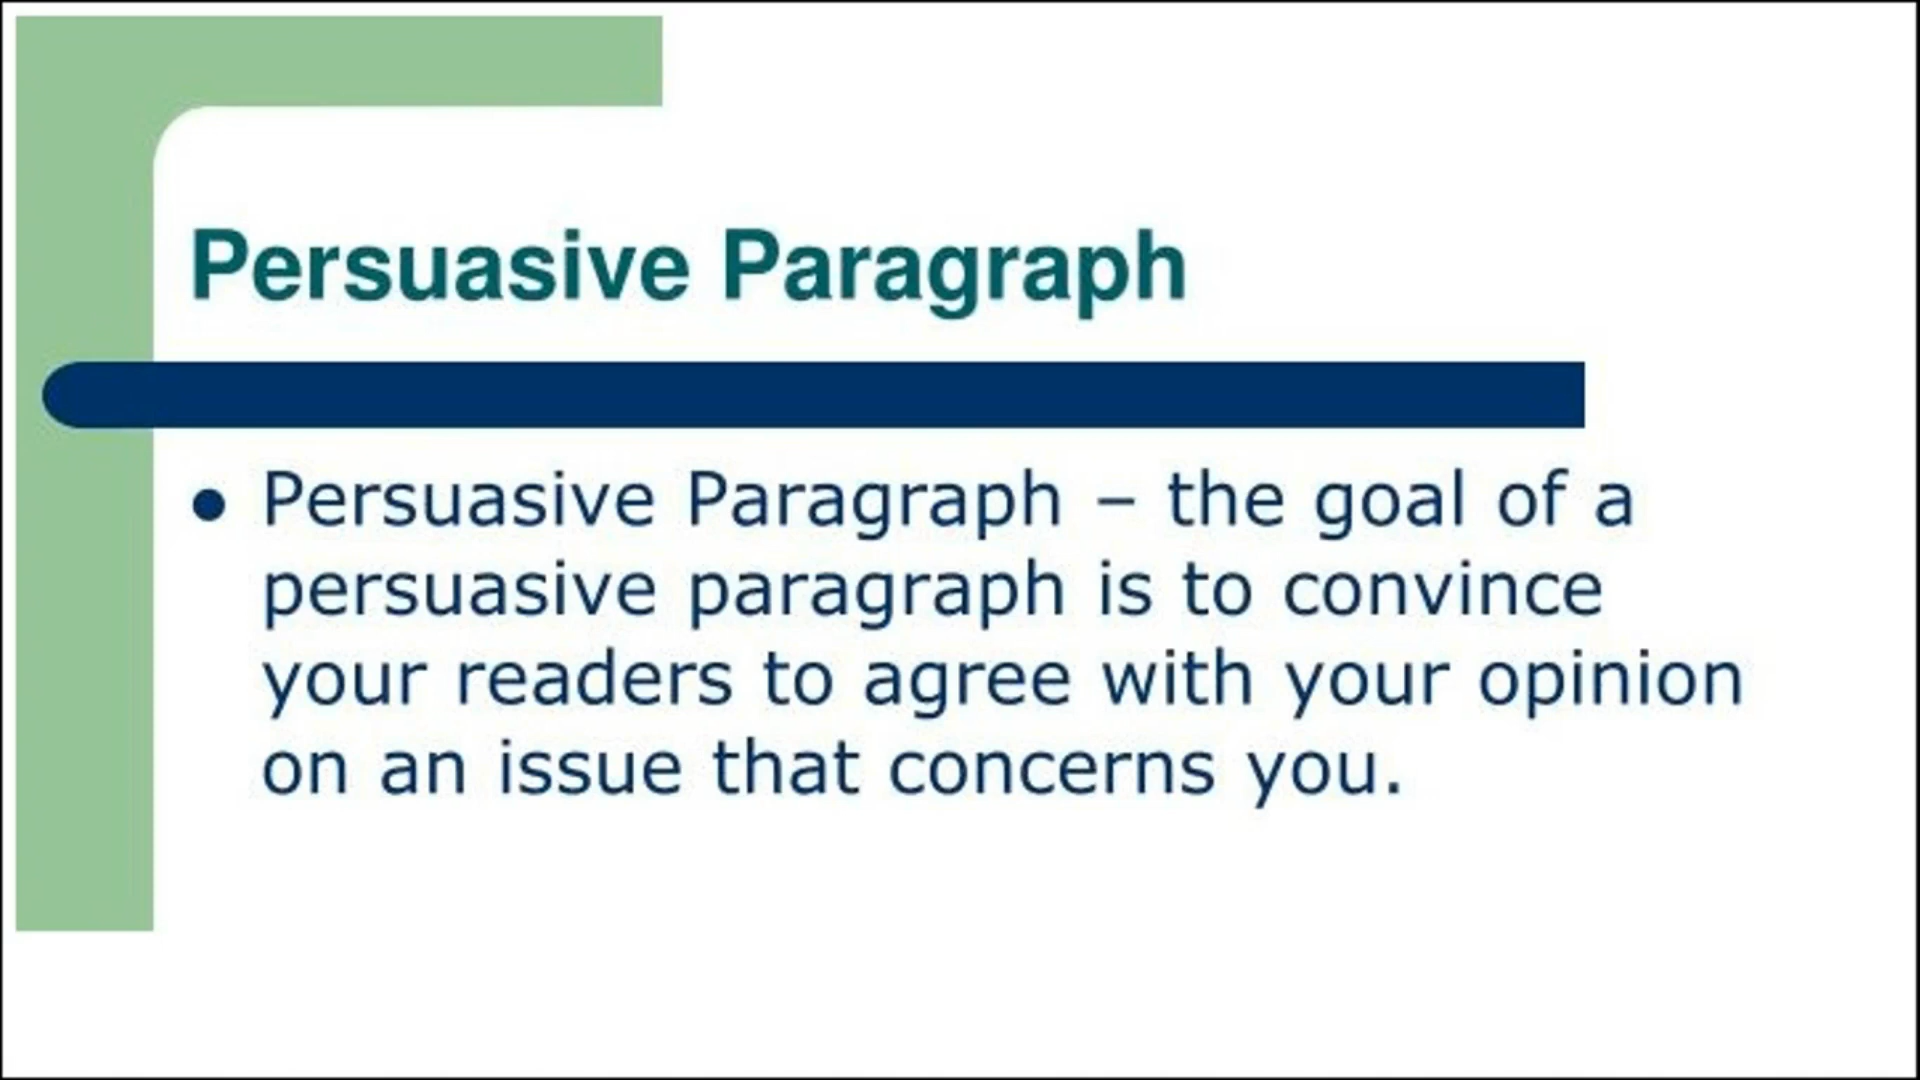 Persuasive Paragraph
● Persuasive Paragraph – the goal of a
persuasive paragraph is to convince
your readers to agree with your opinion
on an issue that concerns you.